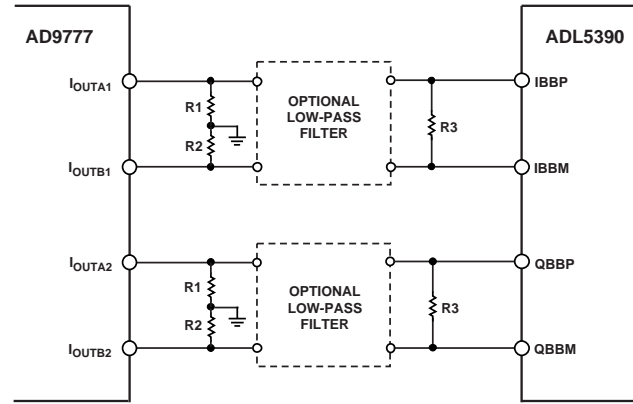 AD9777
ADL5390
IOUTA1
R1
R2
IOUTB1
OPTIONAL
LOW-PASS
FILTER
R3
IBBP
IBBM
IOUTA2
R1
R2
IOUTB2
OPTIONAL
LOW-PASS
FILTER
R3
QBBP
QBBM